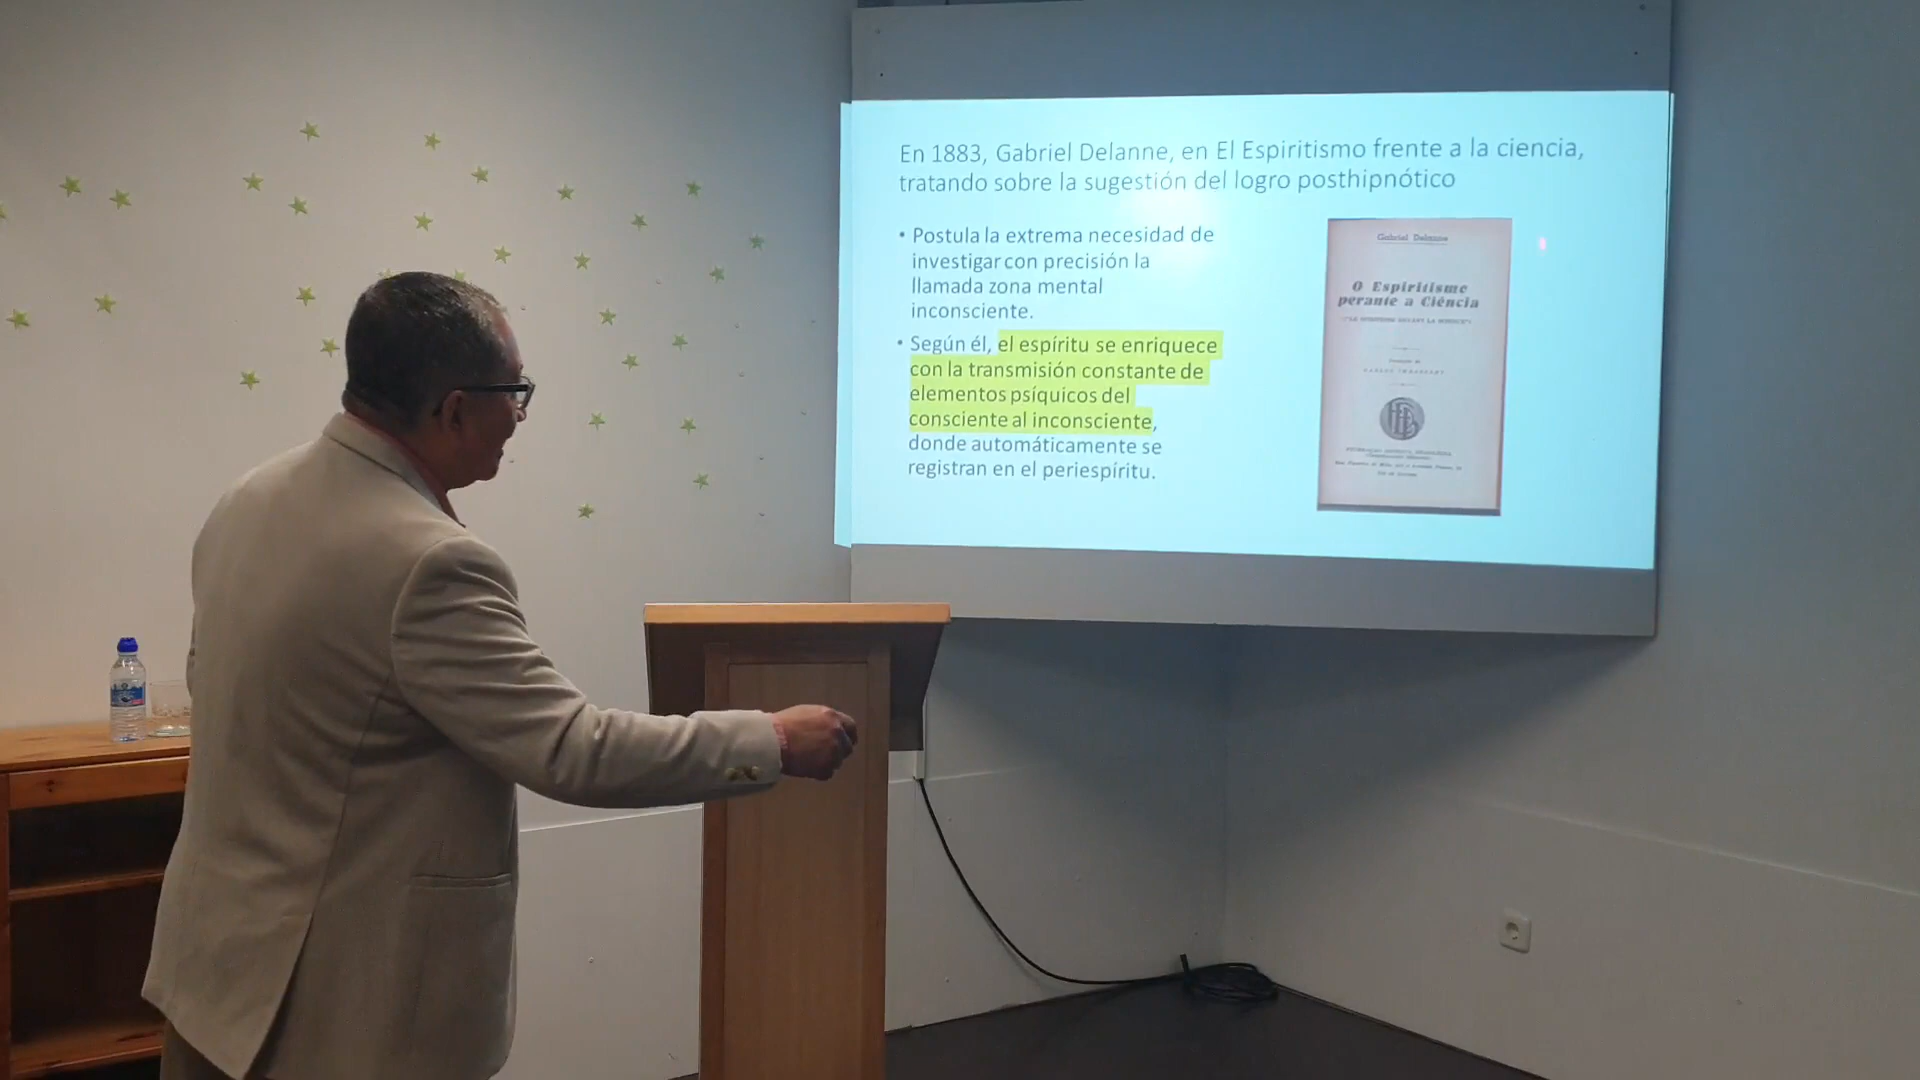 En 1883, Gabriel Delanne, en El Espiritismo frente a la ciencia,
tratando sobre la sugestión del logro posthipnótico
• Postula la extrema necesidad de
investigar con precisión la
llamada zona mental
inconsciente.
• Según él, el espíritu se enriquece
con la transmisión constante de
elementos psíquicos del
consciente al inconsciente,
donde automáticamente se
registran en el periespíritu.
Gabriel Delanne
O Espiritisme
perante a Ciência